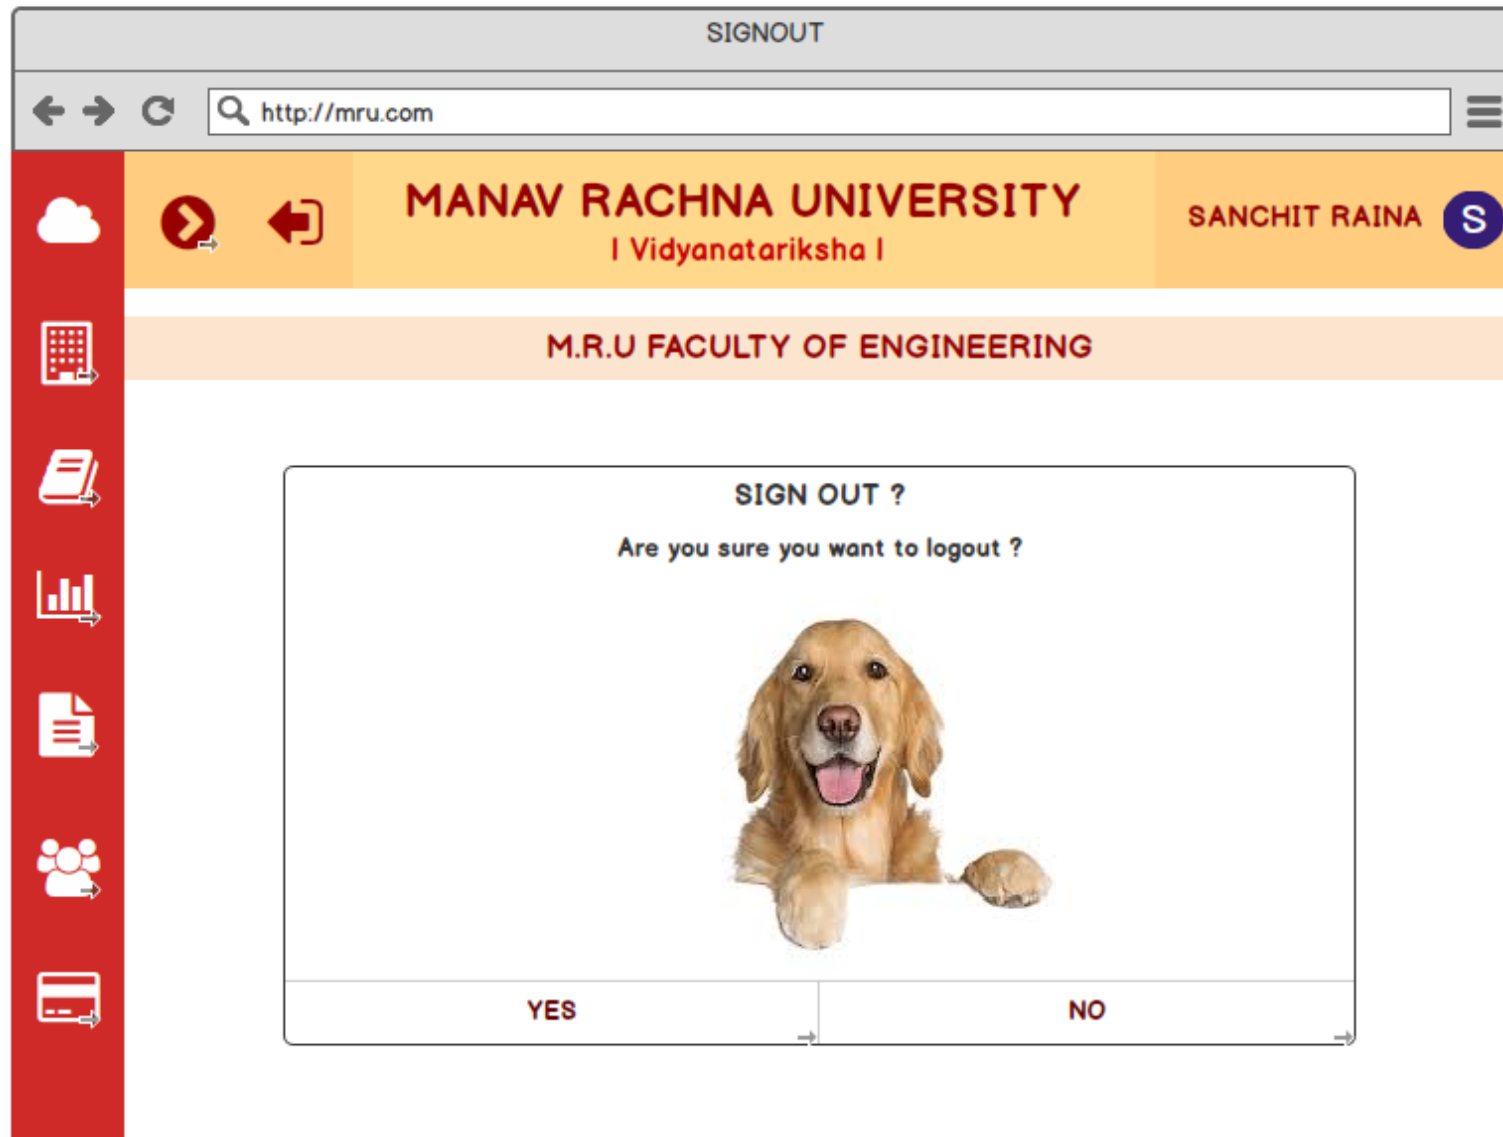 SIGNOUT
http://mru.com
MANAV RACHNA UNIVERSITY
| Vidyanatariksha |
SANCHIT RAINA
S
M.R.U FACULTY OF ENGINEERING
SIGN OUT ?
Are you sure you want to logout ?
YES
NO